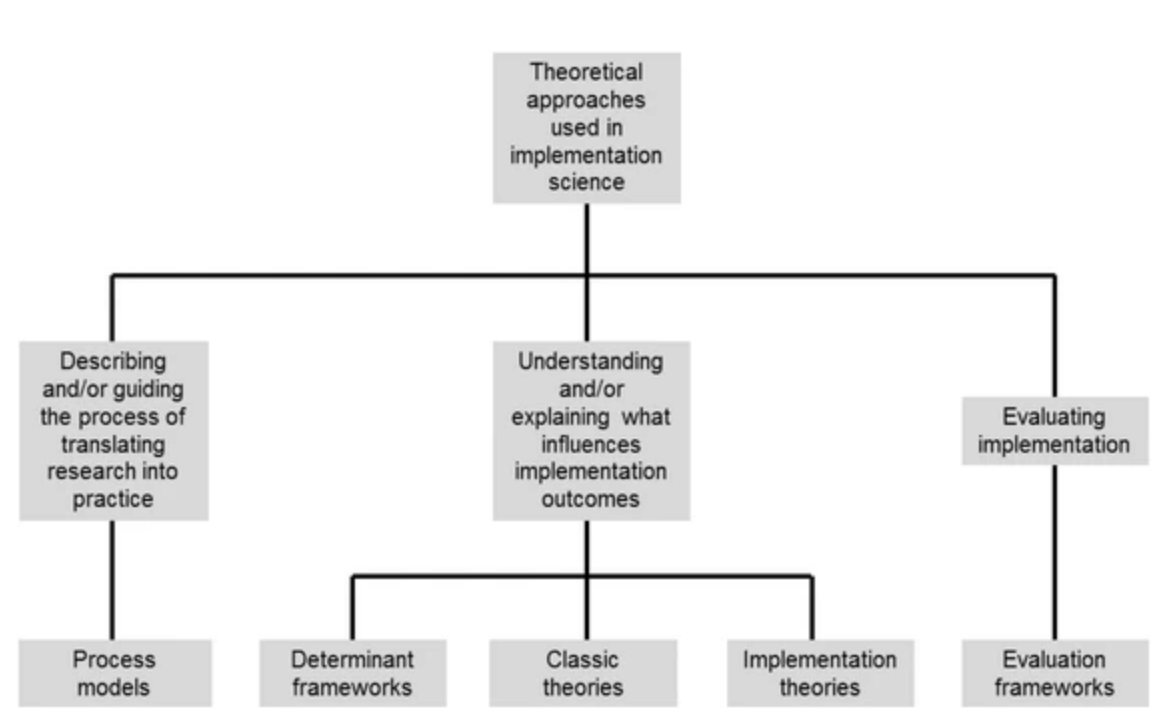 Theoretical
approaches
used in
implementation
science
Describing
and/or guiding
the process of
translating
research into
practice
Understanding
and/or
explaining what
influences
implementation
outcomes
Evaluating
implementation
Process
models
Determinant
frameworks
Classic
theories
Implementation
theories
Evaluation
frameworks